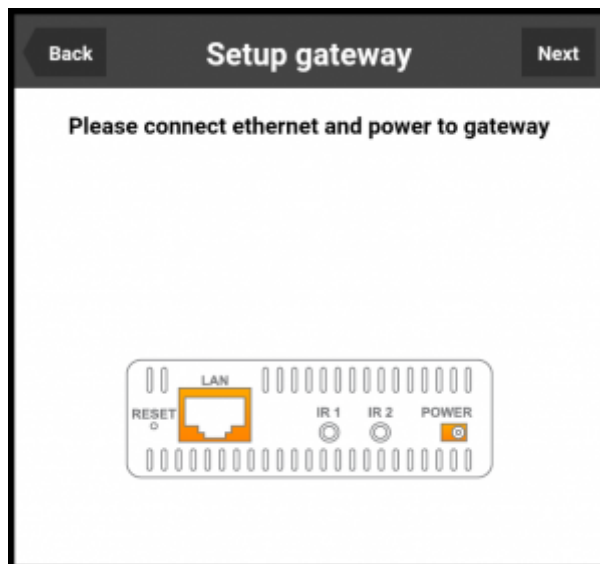 Back
Setup gateway
Next
Please connect ethernet and power to gateway
LAN
RESET
IR 1
IR 2
POWER